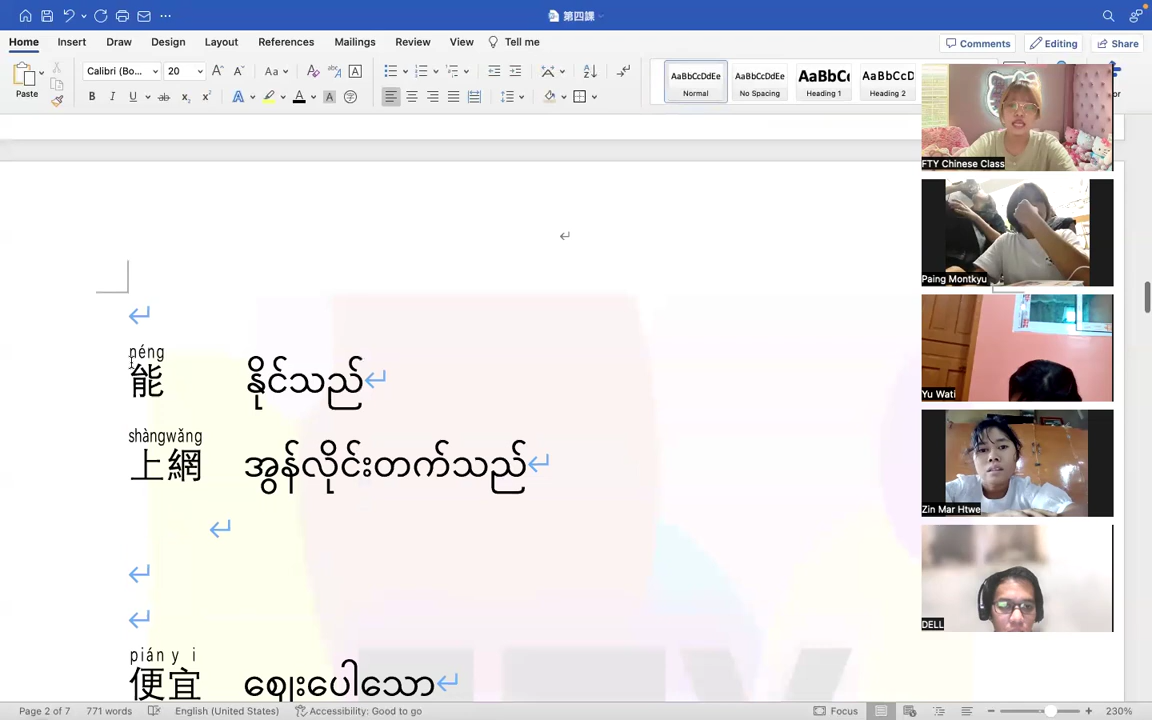 第四課
Home Insert Draw Design Layout References Mailings Review View Tell me Comments Editing Share
Paste
Calibri (Bo... 20
AaBbCcDdEe AaBbCcDdEe AaBbC AaBbCcD
Normal No Spacing Heading 1 Heading 2
FTY Chinese Class
Paing Montkyu
néng
能 နိုင်သည်
Yu Wati
shàngwǎng
上網 အွန်လိုင်းတက်သည်
Zin Mar Htwe
DELL
pián y i
便宜 ဈေးပေါသော
Page 2 of 7 771 words English (United States) Accessibility: Good to go Focus 230%